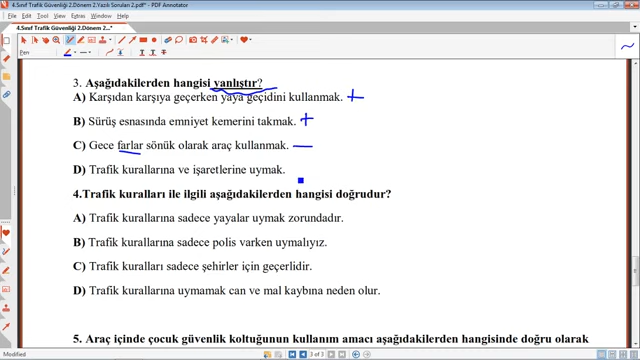 4.Sınıf Trafik Güvenliği 2.Dönem 2.Yazılı Soruları 2.pdf* - PDF Annotator
File Edit Tools Insert View Window Extras Help
4.Sınıf Trafik Güvenliği 2.Dönem 2...*
Pen
3. Aşağıdakilerden hangisi yanlıştır?
A) Karşıdan karşıya geçerken yaya geçidini kullanmak. +
B) Sürüş esnasında emniyet kemerini takmak. +
C) Gece farlar sönük olarak araç kullanmak. —
D) Trafik kurallarına ve işaretlerine uymak.
4.Trafik kuralları ile ilgili aşağıdakilerden hangisi doğrudur?
A) Trafik kurallarına sadece yayalar uymak zorundadır.
B) Trafik kurallarına sadece polis varken uymalıyız.
C) Trafik kuralları sadece şehirler için geçerlidir.
D) Trafik kurallarına uymamak can ve mal kaybına neden olur.
5. Araç içinde çocuk güvenlik koltuğunun kullanım amacı aşağıdakilerden hangisinde doğru olarak
Modified
3 of 3